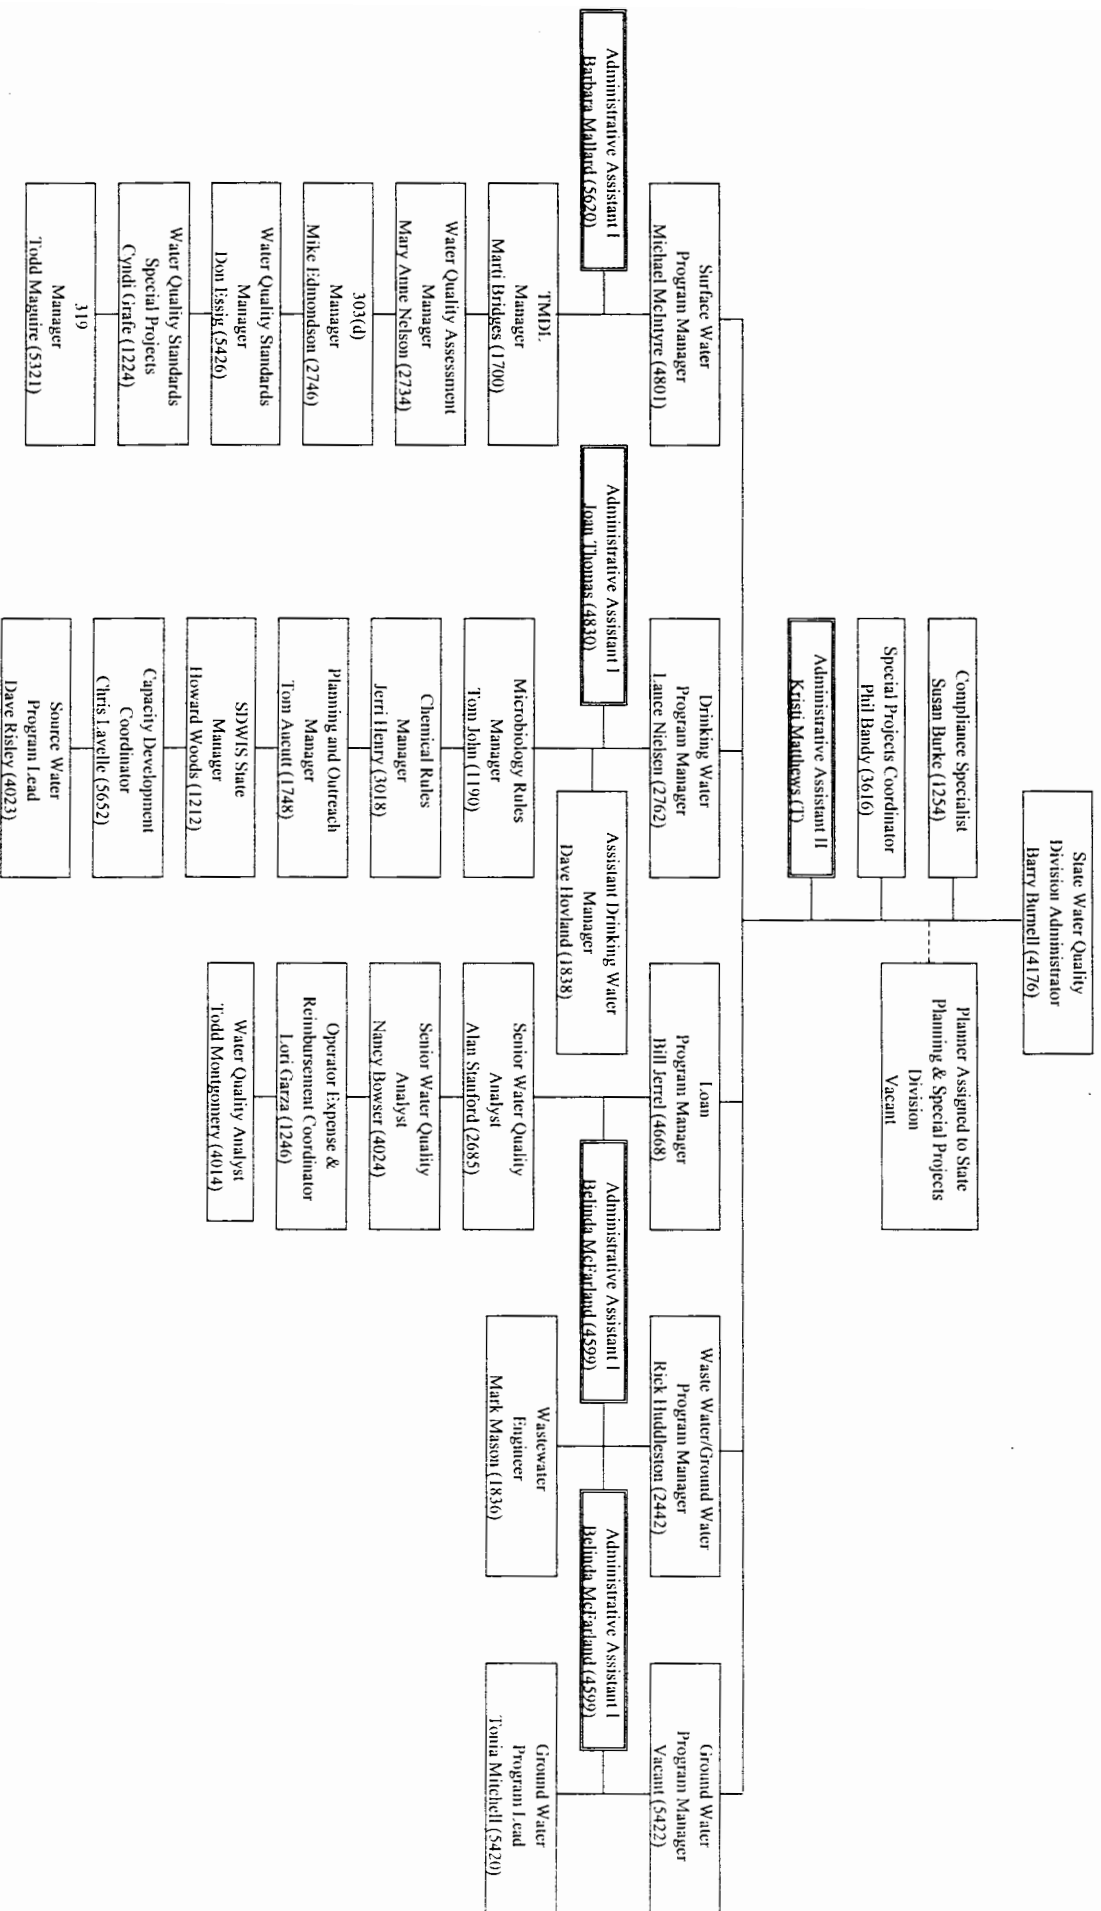 State Water Quality
Division Administrator
Barry Burnell (4176)
Compliance Specialist
Susan Burke (1254)
Special Projects Coordinator
Phil Bandy (3616)
Administrative Assistant II
Kristi Matthews (T)
Planner Assigned to State
Planning & Special Projects
Division
Vacant
Surface Water
Program Manager
Michael McIntyre (4801)
Administrative Assistant I
Barbara Mallard (5620)
TMDL
Manager
Marti Bridges (1700)
Water Quality Assessment
Manager
Mary Anne Nelson (2734)
303(d)
Manager
Mike Edmondson (2746)
Water Quality Standards
Manager
Don Essig (5426)
Water Quality Standards
Special Projects
Cyndi Grafe (1224)
319
Manager
Todd Maguire (5321)
Drinking Water
Program Manager
Lance Nielsen (2762)
Administrative Assistant I
Joan Thomas (4830)
Assistant Drinking Water
Manager
Dave Hovland (1838)
Microbiology Rules
Manager
Tom John (1190)
Chemical Rules
Manager
Jerri Henry (3018)
Planning and Outreach
Manager
Tom Aucutt (1748)
SDWIS State
Manager
Howard Woods (1212)
Capacity Development
Coordinator
Chris Lavelle (5652)
Source Water
Program Lead
Dave Risley (4023)
Loan
Program Manager
Bill Jerrel (4668)
Administrative Assistant I
Belinda McFarland (4599)
Senior Water Quality
Analyst
Alan Stanford (2685)
Senior Water Quality
Analyst
Nancy Bowser (4024)
Operator Expense &
Reimbursement Coordinator
Lori Garza (1246)
Water Quality Analyst
Todd Montgomery (4014)
Waste Water/Ground Water
Program Manager
Rick Huddleston (2442)
Wastewater
Engineer
Mark Mason (1836)
Administrative Assistant I
Belinda McFarland (4599)
Ground Water
Program Manager
Vacant (5422)
Ground Water
Program Lead
Tonia Mitchell (5420)